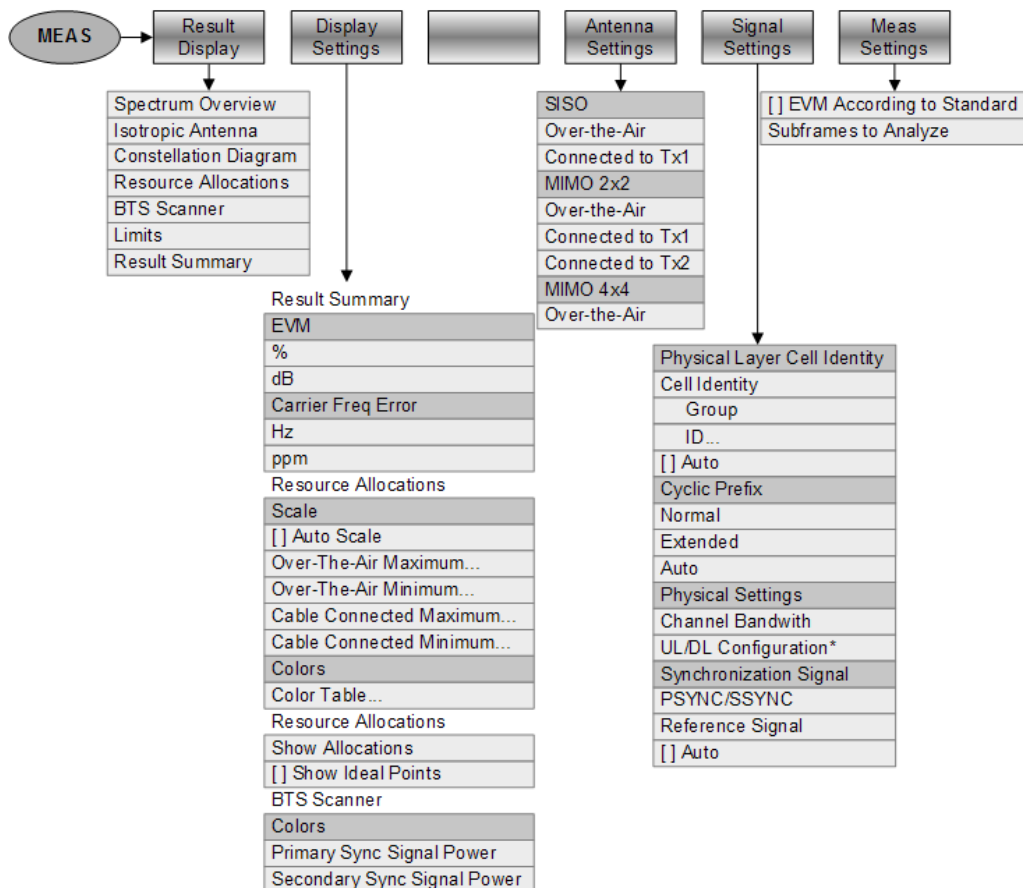 MEAS
Result
Display
Display
Settings
Antenna
Settings
Signal
Settings
Meas
Settings
Spectrum Overview
Isotropic Antenna
Constellation Diagram
Resource Allocations
BTS Scanner
Limits
Result Summary
Result Summary
EVM
%
dB
Carrier Freq Error
Hz
ppm
Resource Allocations
Scale
[ ] Auto Scale
Over-The-Air Maximum...
Over-The-Air Minimum...
Cable Connected Maximum...
Cable Connected Minimum...
Colors
Color Table...
Resource Allocations
Show Allocations
[ ] Show Ideal Points
BTS Scanner
Colors
Primary Sync Signal Power
Secondary Sync Signal Power
SISO
Over-the-Air
Connected to Tx1
MIMO 2x2
Over-the-Air
Connected to Tx1
Connected to Tx2
MIMO 4x4
Over-the-Air
Physical Layer Cell Identity
Cell Identity
Group
ID...
[ ] Auto
Cyclic Prefix
Normal
Extended
Auto
Physical Settings
Channel Bandwith
UL/DL Configuration*
Synchronization Signal
PSYNC/SSYNC
Reference Signal
[ ] Auto
[ ] EVM According to Standard
Subframes to Analyze